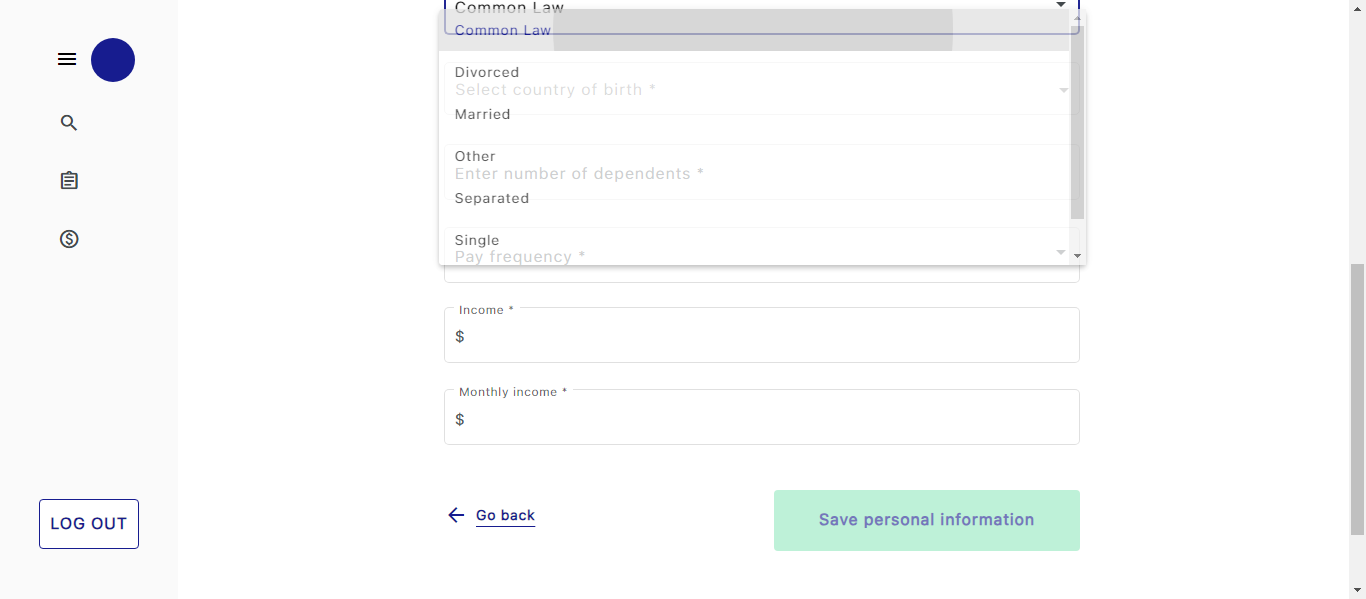 Common Law
Common Law
Divorced
Select country of birth *
Married
Other
Enter number of dependents *
Separated
Single
Pay frequency *
Income *
$
Monthly income *
$
Go back
Save personal information
LOG OUT